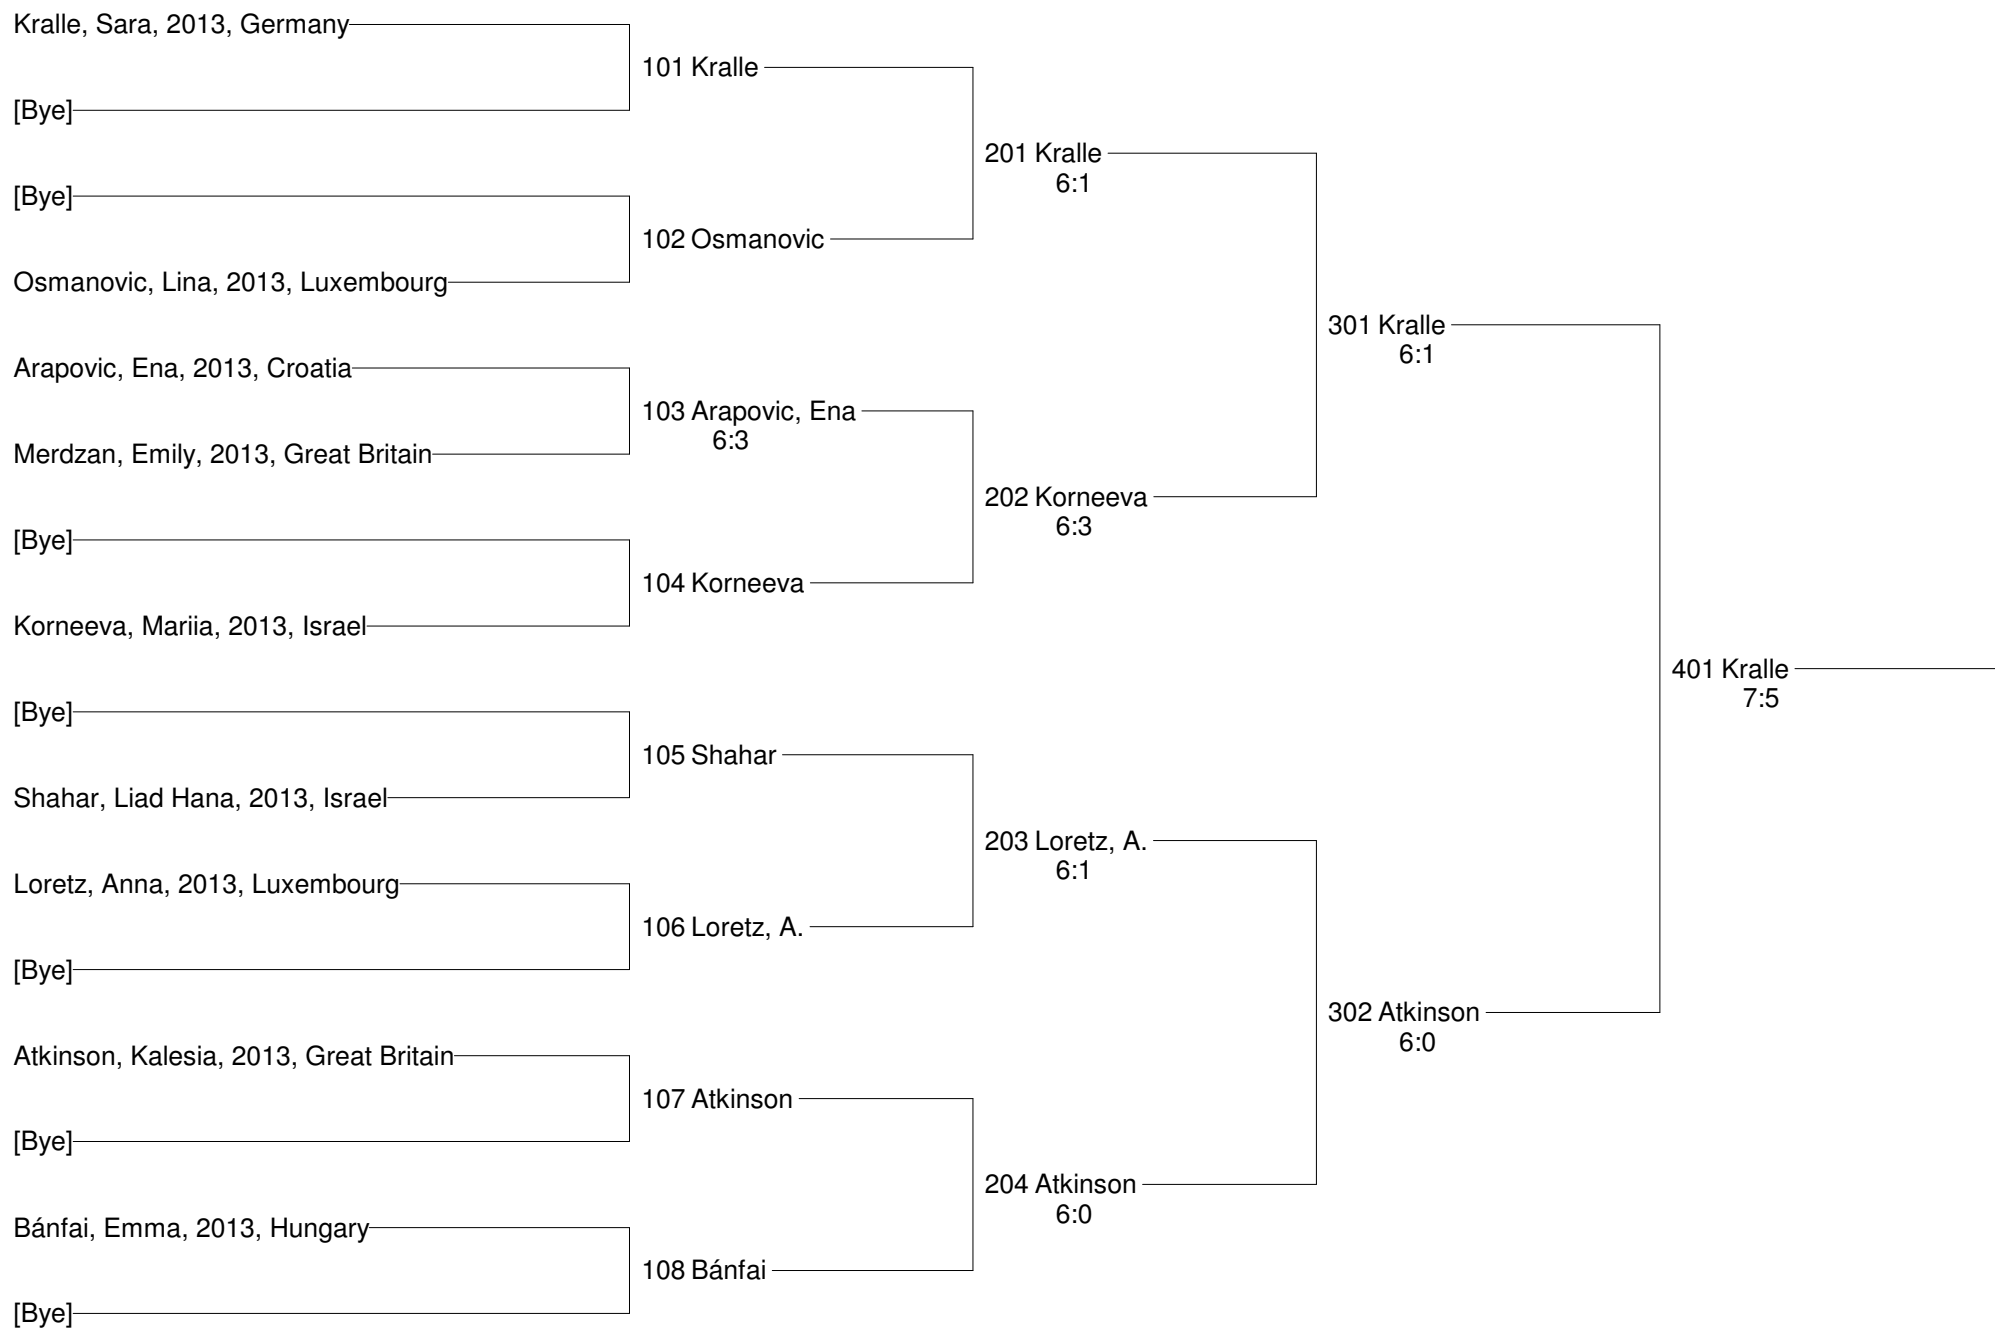 Kralle, Sara, 2013, Germany
[Bye]
[Bye]
Osmanovic, Lina, 2013, Luxembourg
Arapovic, Ena, 2013, Croatia
Merdzan, Emily, 2013, Great Britain
[Bye]
Korneeva, Mariia, 2013, Israel
[Bye]
Shahar, Liad Hana, 2013, Israel
Loretz, Anna, 2013, Luxembourg
[Bye]
Atkinson, Kalesia, 2013, Great Britain
[Bye]
Bánfai, Emma, 2013, Hungary
[Bye]
101 Kralle
102 Osmanovic
103 Arapovic, Ena
6:3
104 Korneeva
105 Shahar
106 Loretz, A.
107 Atkinson
108 Bánfai
201 Kralle
6:1
202 Korneeva
6:3
203 Loretz, A.
6:1
204 Atkinson
6:0
301 Kralle
6:1
302 Atkinson
6:0
401 Kralle
7:5